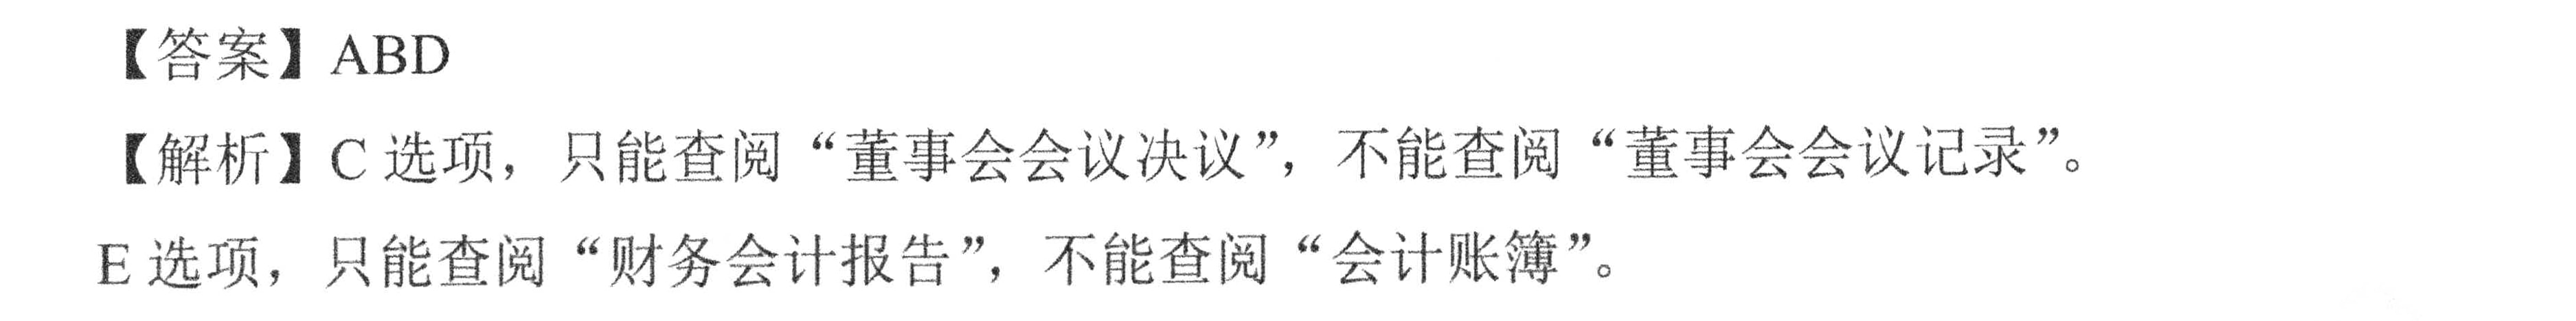 【答案】ABD
【解析】C 选项，只能查阅“董事会会议决议”，不能查阅“董事会会议记录”。
E 选项，只能查阅“财务会计报告”，不能查阅“会计账簿”。